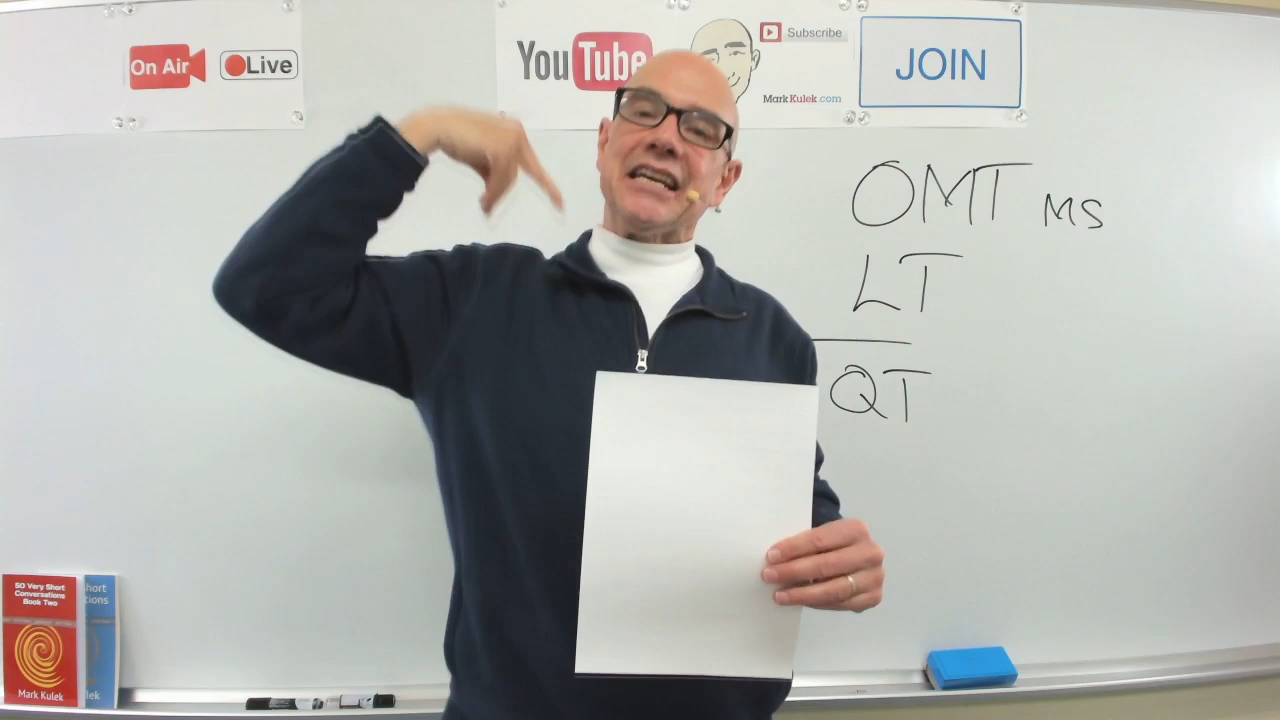 On Air
Live
YouTube
Subscribe
MarkKulek.com
JOIN
OMT MS
LT
QT
50 Very Short
Conversations
Book Two
Mark Kulek